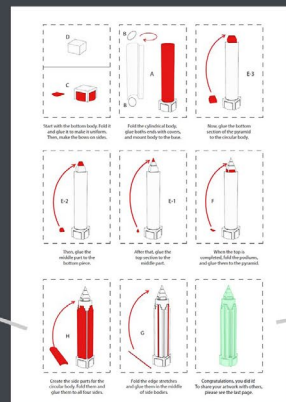 D
C
Start with the bottom body. Fold it
and glue it to make it uniform.
Then, make the boxes on sides.
B
A
B
Fold the cylindrical body,
glue boths ends with covers,
and mount body to the base.
E-3
Now glue the bottom
section of the pyramid
to the circular body.
E-2
Then, glue the
middle part to the
bottom piece.
E-1
After that, glue the
top section to the
middle part.
F
When the top is
completed, fold the podiums,
and glue them to the pyramid.
H
Create the side parts for the
circular body. Fold them and
glue them to all four sides.
G
Fold the edge stretches
and glue them in the middle
of side bodies.
Congratulations, you did it!
To share your artwork with others,
please see the last page.